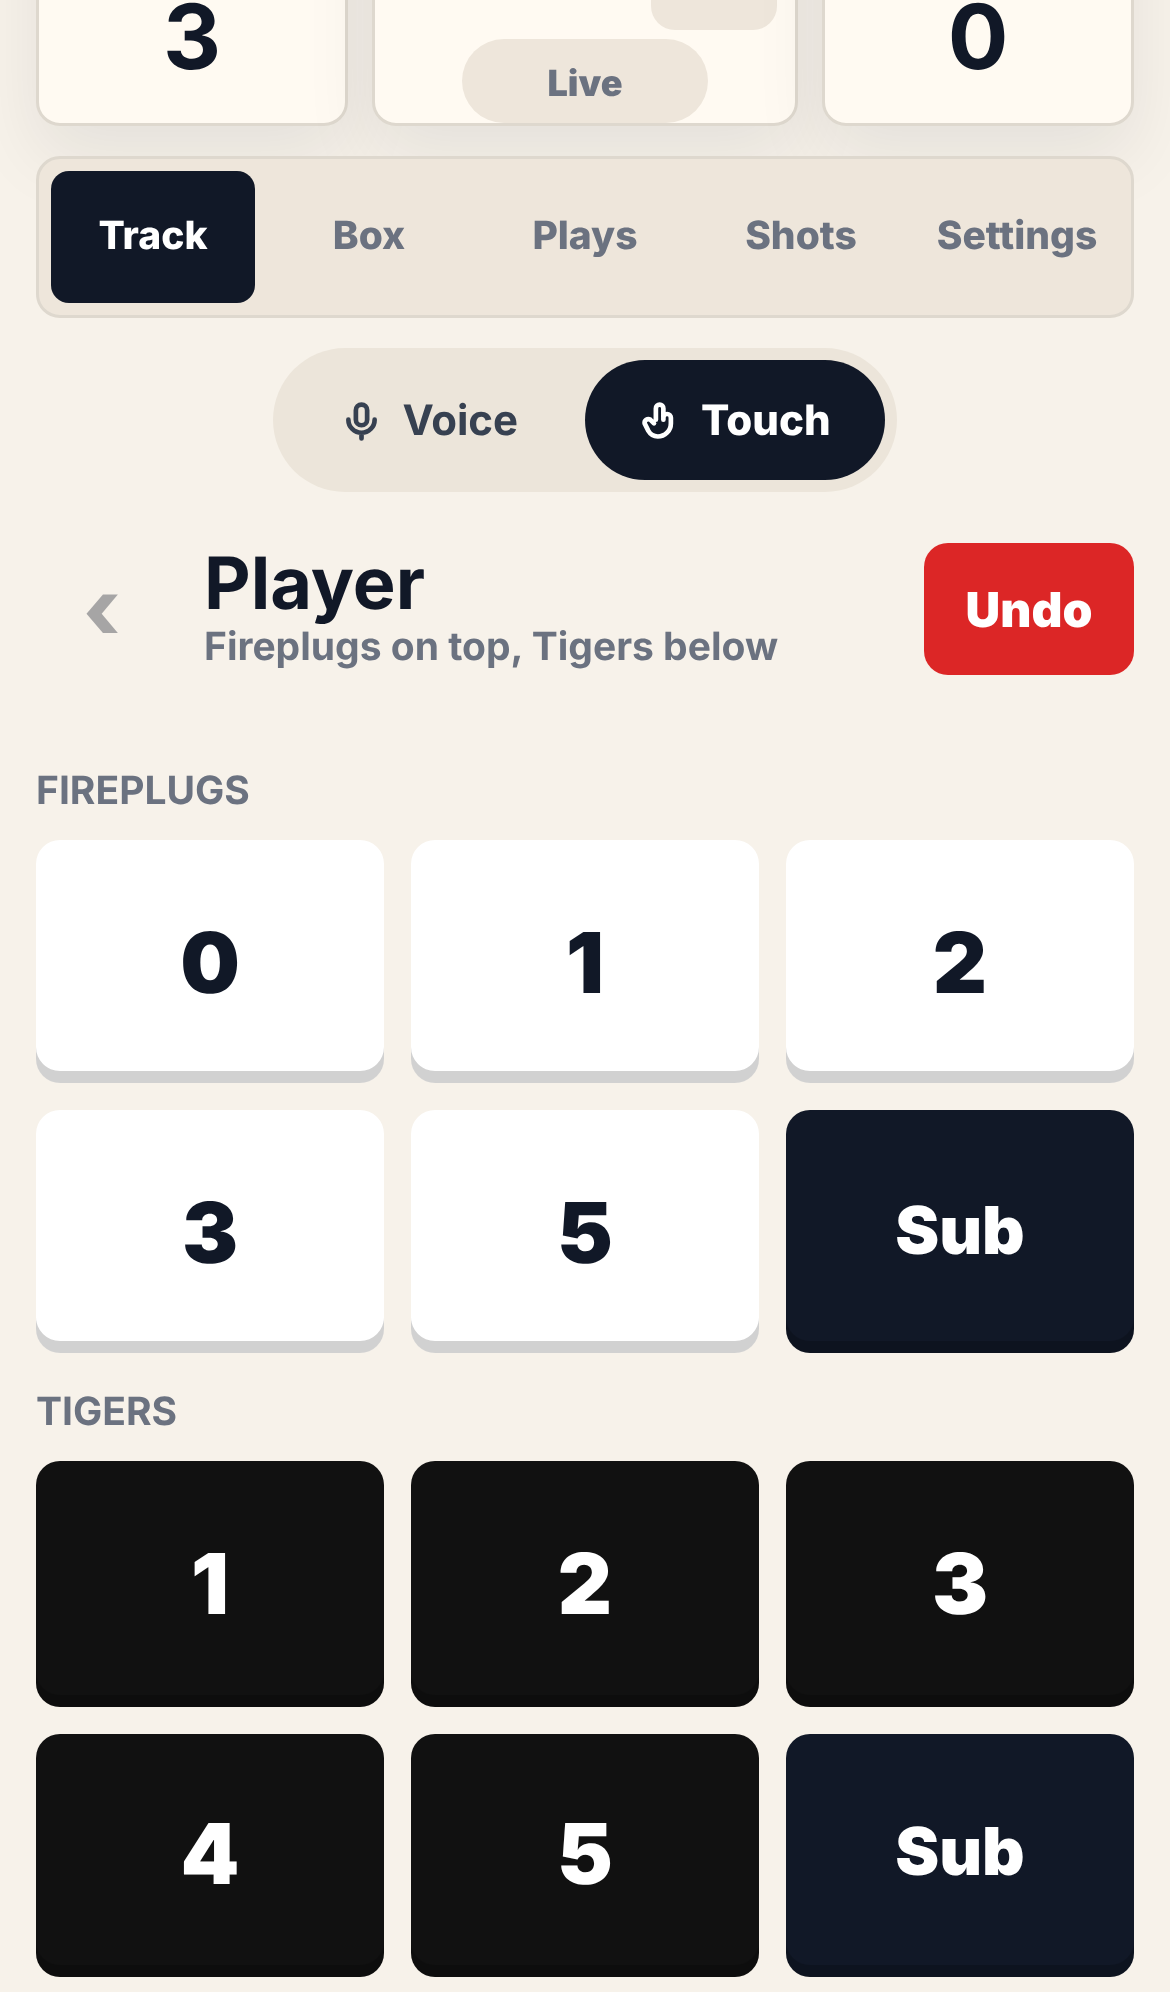 3
0
Live
Track Box Plays Shots Settings
Voice Touch
Player
Fireplugs on top, Tigers below
Undo
FIREPLUGS
0 1 2
3 5 Sub
TIGERS
1 2 3
4 5 Sub